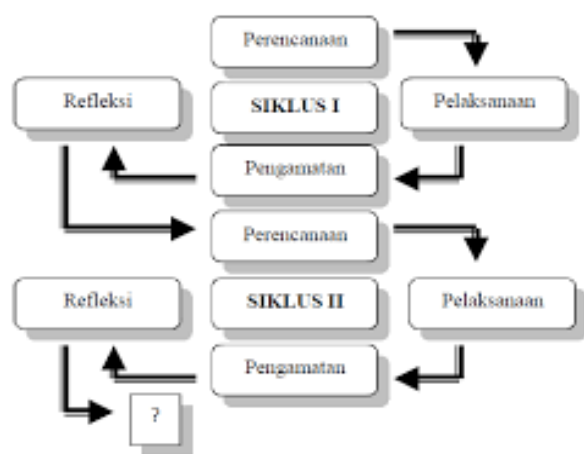 Perencanaan
Refleksi
SIKLUS I
Pelaksanaan
Pengamatan
Perencanaan
Refleksi
SIKLUS II
Pelaksanaan
Pengamatan
?